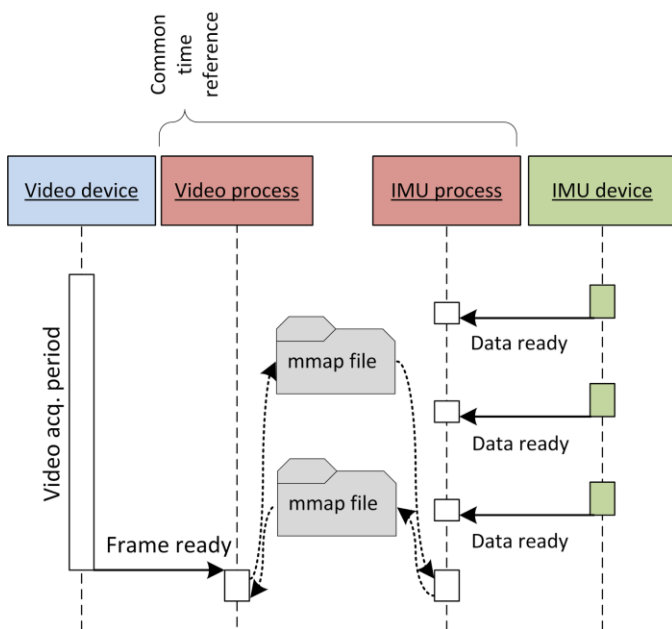 Common
time
reference
Video device
Video process
IMU process
IMU device
Data ready
mmap file
Video acq. period
Data ready
mmap file
Frame ready
Data ready